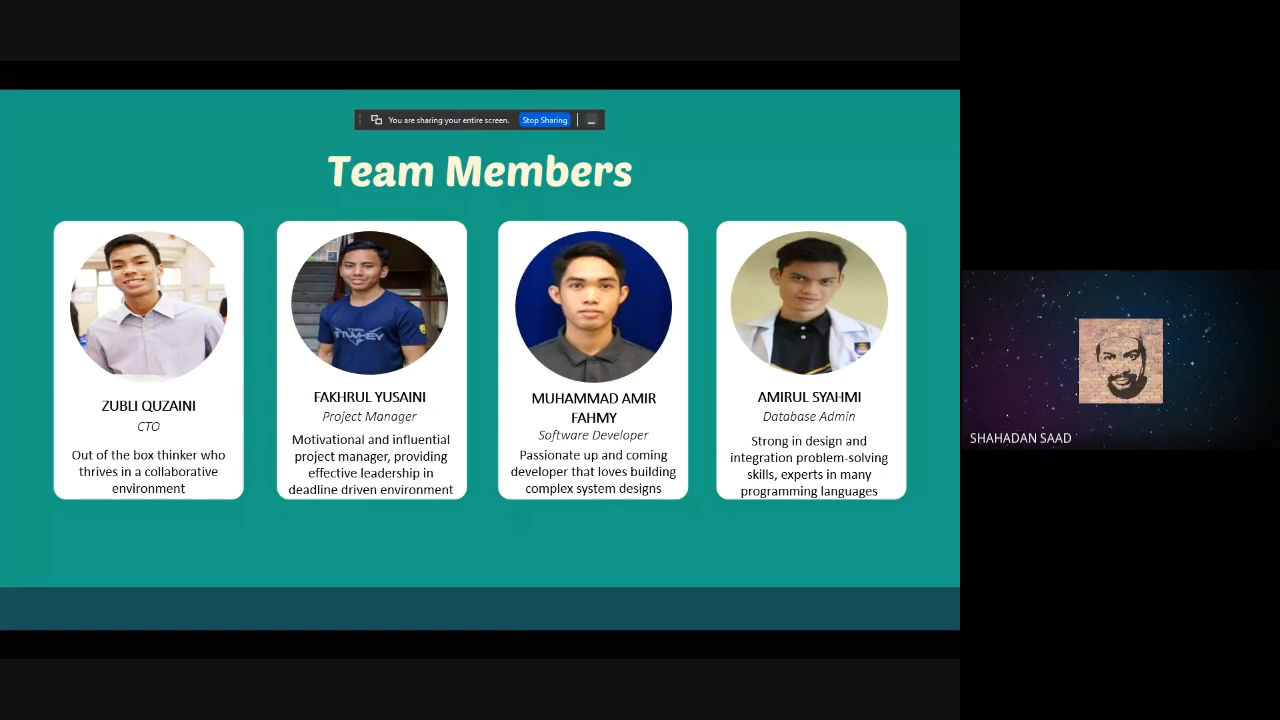 You are sharing your entire screen.
Stop Sharing
Team Members
ZUBLI QUZAINI
CTO
Out of the box thinker who
thrives in a collaborative
environment
FAKHRUL YUSAINI
Project Manager
Motivational and influential
project manager, providing
effective leadership in
deadline driven environment
MUHAMMAD AMIR
FAHMY
Software Developer
Passionate up and coming
developer that loves building
complex system designs
AMIRUL SYAHMI
Database Admin
Strong in design and
integration problem-solving
skills, experts in many
programming languages
SHAHADAN SAAD